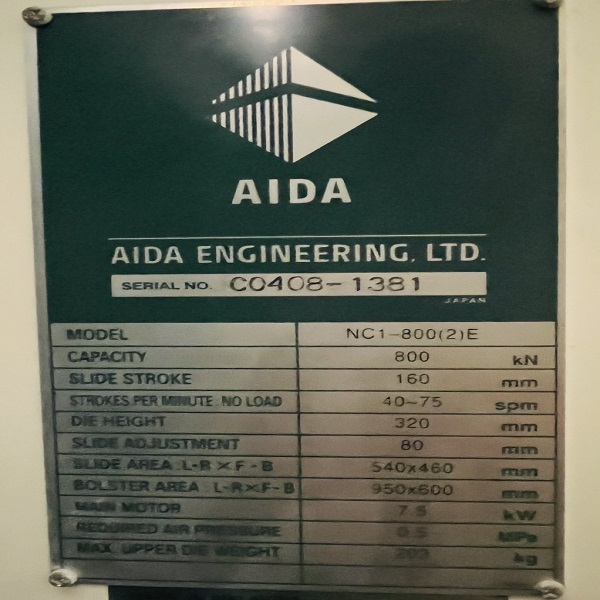 AIDA
AIDA ENGINEERING, LTD.
SERIAL NO. C0408-1381
JAPAN
MODEL NC1-800(2)E
CAPACITY 800 kN
SLIDE STROKE 160 mm
STROKES PER MINUTE NO LOAD 40-75 spm
DIE HEIGHT 320 mm
SLIDE ADJUSTMENT 80 mm
SLIDE AREA L-R×F-B 540x460 mm
BOLSTER AREA L-R×F-B 950x600 mm
MAIN MOTOR 7.5 kW
REQUIRED AIR PRESSURE 0.5 MPa
MAX. UPPER DIE WEIGHT kg